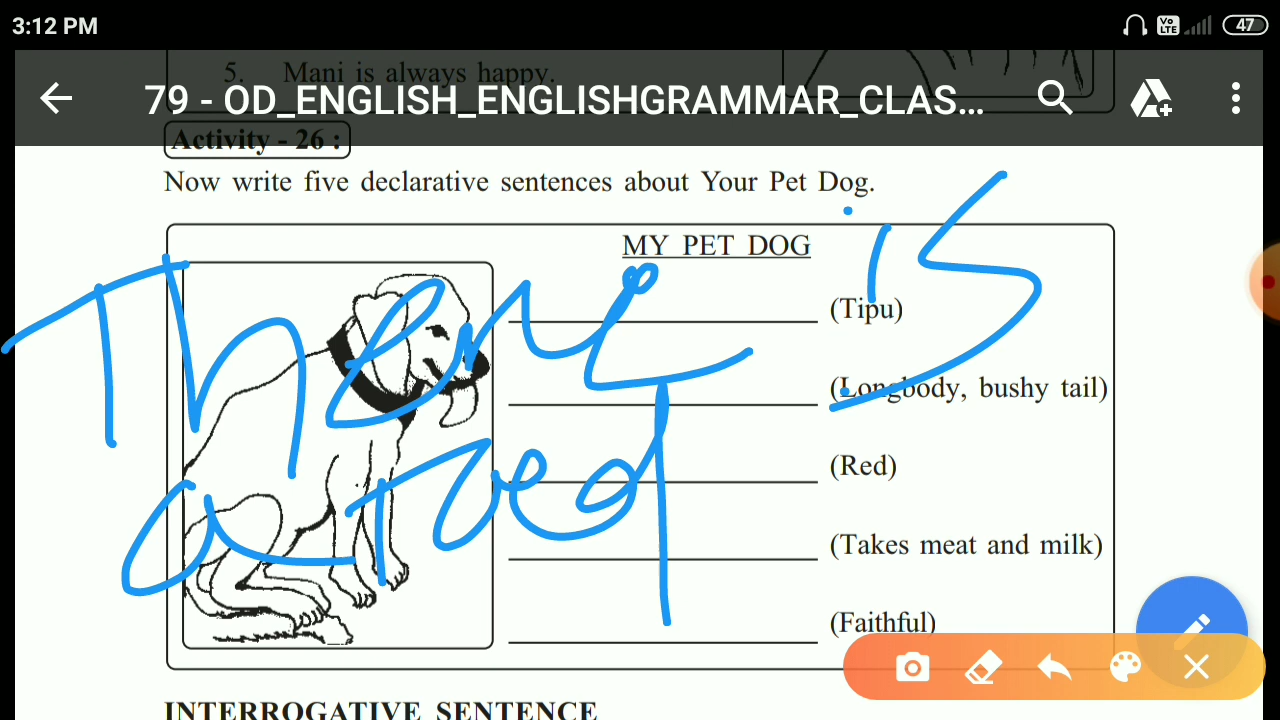 3:12 PM
Vo LTE
47
5. Mani is always happy.
79 - OD_ENGLISH_ENGLISHGRAMMAR_CLAS...
Activity - 26 :
Now write five declarative sentences about Your Pet Dog.
MY PET DOG
There is
(Tipu)
(Longbody, bushy tail)
a red
(Red)
(Takes meat and milk)
(Faithful)
INTERROGATIVE SENTENCE